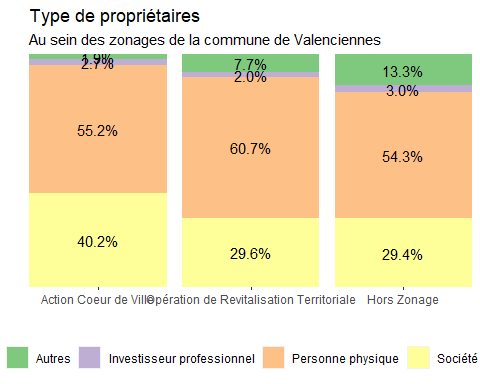 Type de propriétaires
Au sein des zonages de la commune de Valenciennes
1.9% 7.7% 13.3%
2.7% 2.0% 3.0%
55.2% 60.7% 54.3%
40.2% 29.6% 29.4%
Action Coeur de Ville Opération de Revitalisation Territoriale Hors Zonage
Autres Investisseur professionnel Personne physique Société